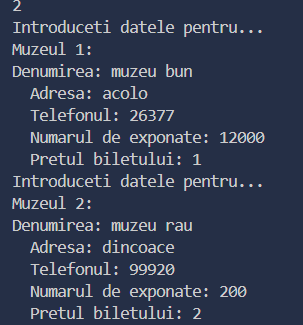 2
Introduceti datele pentru...
Muzeul 1:
Denumirea: muzeu bun
Adresa: acolo
Telefonul: 26377
Numarul de exponate: 12000
Pretul biletului: 1
Introduceti datele pentru...
Muzeul 2:
Denumirea: muzeu rau
Adresa: dincoace
Telefonul: 99920
Numarul de exponate: 200
Pretul biletului: 2